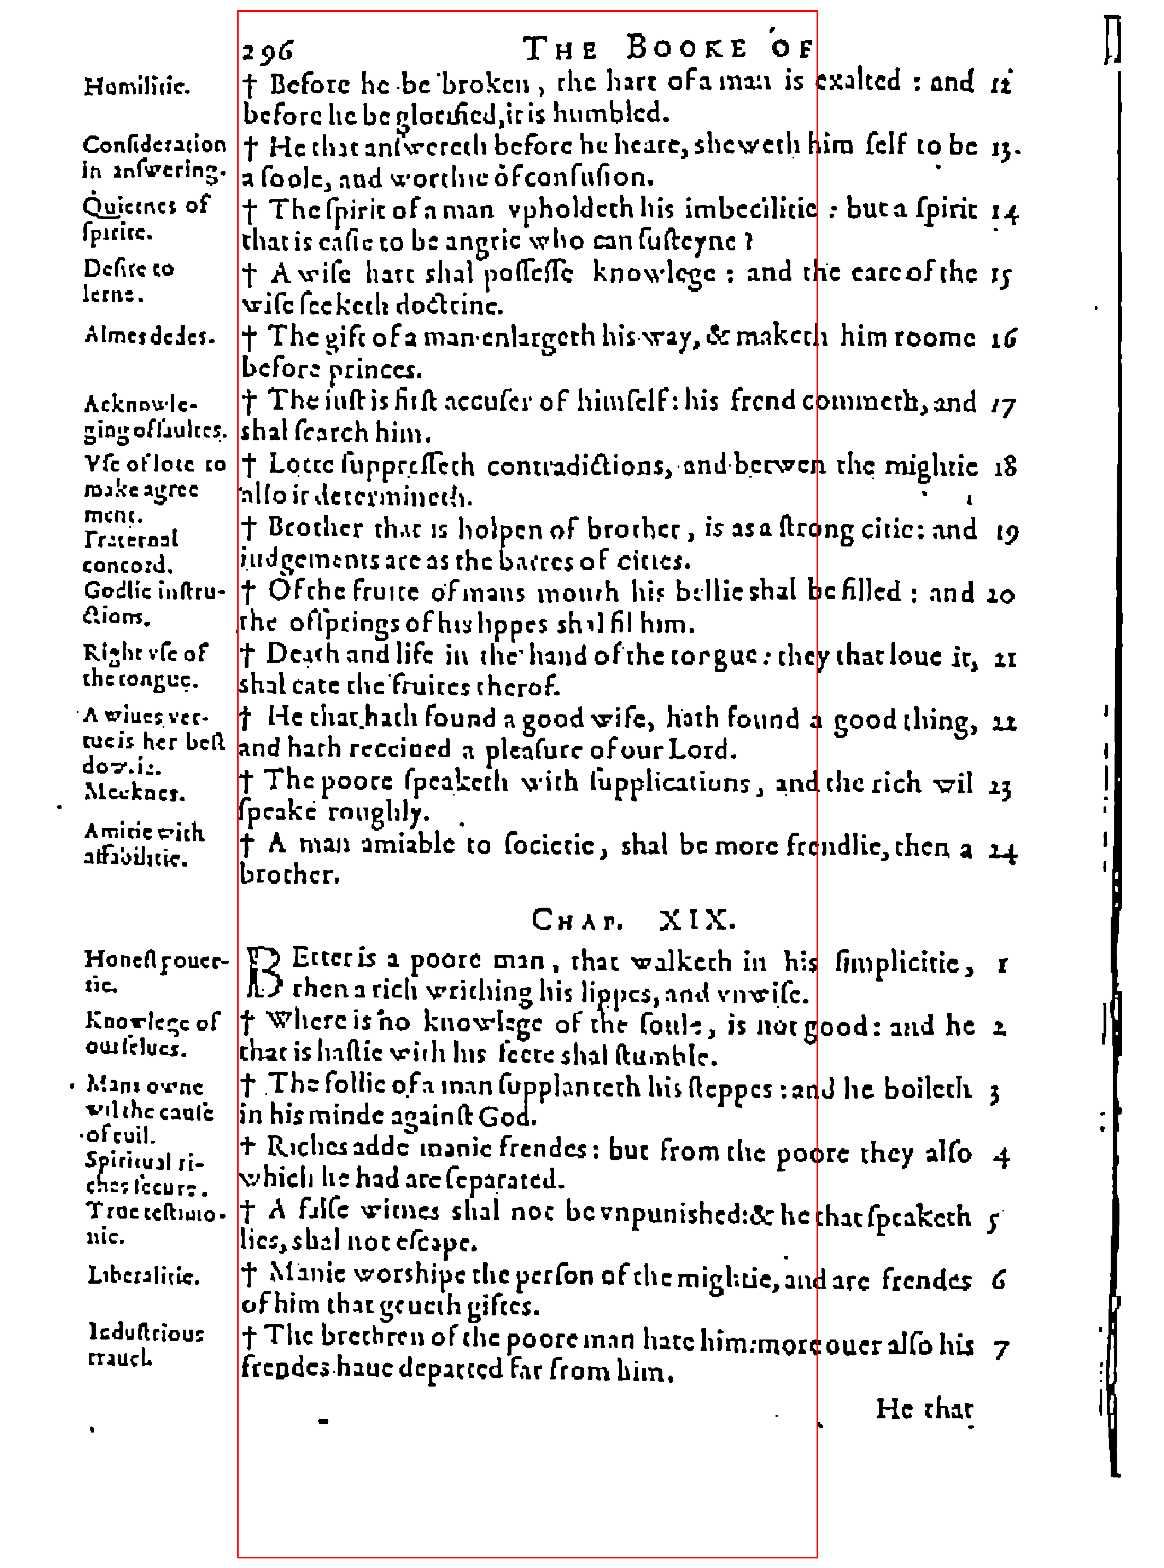 296 THE BOOKE OF
Humilitie.
† Before he be broken, the hart of a man is exalted : and 12
before he be glorified, it is humbled.
Consideration
in answering.
† He that answereth before he heare, sheweth him self to be 13.
a foole, and worthie of confusion.
Quietnes of
spirite.
† The spirit of a man vpholdeth his imbecilitie : but a spirit 14
that is easie to be angrie who can susteyne ?
Desire to
lerne.
† A wise hart shal possesse knowlege : and the eare of the 15
wise seeketh doctrine.
Almes dedes.
† The gift of a man enlargeth his way, & maketh him roome 16
before princes.
Acknowle-
ging of faultes.
† The iust is first accuser of himself : his frend commeth, and 17
shal search him.
Vse of lote to
make agree
ment.
† Lotte suppresseth contradictions, and betwen the mightie 18
also it determineth.
Fraternal
concord.
† Brother that is holpen of brother, is as a strong citie : and 19
iudgements are as the barres of cities.
Godlie instru-
ctions.
† Of the fruite of mans mouth his bellie shal be filled : and 20
the ofsprings of his lippes shal fil him.
Right vse of
the tongue.
† Death and life in the hand of the tongue : they that loue it, 21
shal eate the fruites therof.
A wiues ver-
tue is her best
dowrie.
† He that hath found a good wife, hath found a good thing, 22
and hath receiued a pleasure of our Lord.
Meeknes.
† The poore speaketh with supplications, and the rich wil 23
speake roughly.
Amitie with
affabilitie.
† A man amiable to societie, shal be more frendlie, then a 24
brother.
CHAP. XIX.
Honest pouer-
tie.
BEtter is a poore man, that walketh in his simplicitie, 1
then a rich writhing his lippes, and vnwise.
Knowlege of
ourselues.
† Where is no knowlege of the soule, is not good : and he 2
that is hastie with his feete shal stumble.
Mans owne
wil the cause
of euil.
† The follie of a man supplanteth his steppes : and he boileth 3
in his minde against God.
Spiritual ri-
ches secure.
† Riches adde manie frendes : but from the poore they also 4
which he had are separated.
True testimo-
nie.
† A false witnes shal not be vnpunished : & he that speaketh 5
lies, shal not escape.
Liberalitie.
† Manie worshipe the person of the mightie, and are frendes 6
of him that geueth giftes.
Industrious
trauel.
† The brethren of the poore man hate him : moreouer also his 7
frendes haue departed far from him.
He that